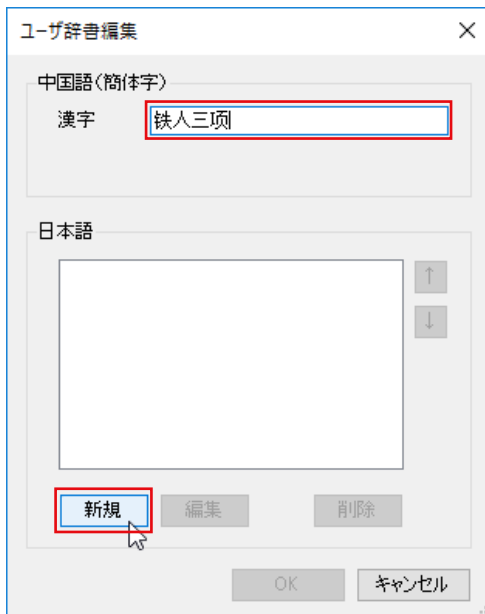 ユーザ辞書編集
中国語(簡体字)
漢字 铁人三项
日本語
↑
↓
新規 編集 削除
OK キャンセル